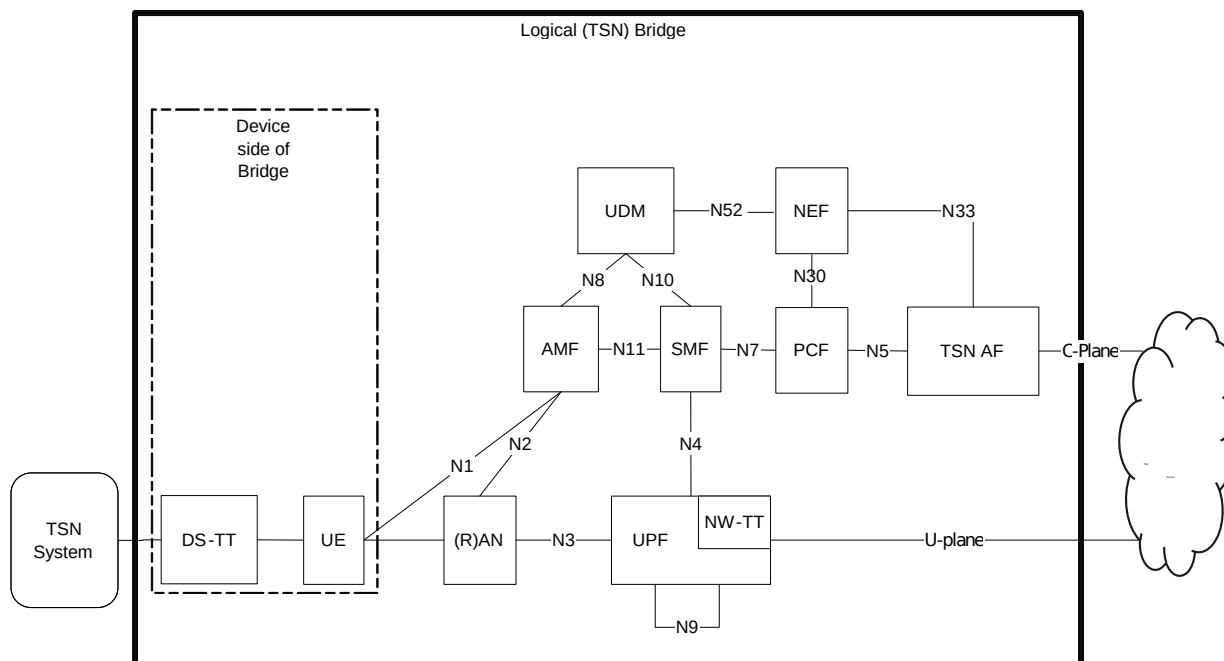 Logical (TSN) Bridge
Device
side of
Bridge
UDM
N52
NEF
N33
N8
N10
N30
AMF
N11
SMF
N7
PCF
N5
TSN AF
C-Plane
N1
N2
N4
TSN
System
DS-TT
UE
(R)AN
N3
UPF
NW-TT
U-plane
N9